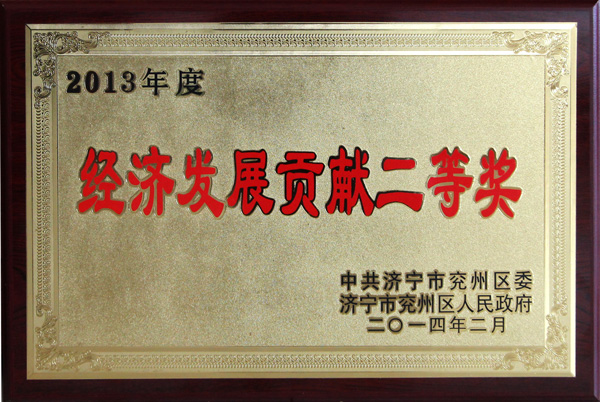 2013年度
经济发展贡献二等奖
中共济宁市兖州区委
济宁市兖州区人民政府
二〇一四年二月